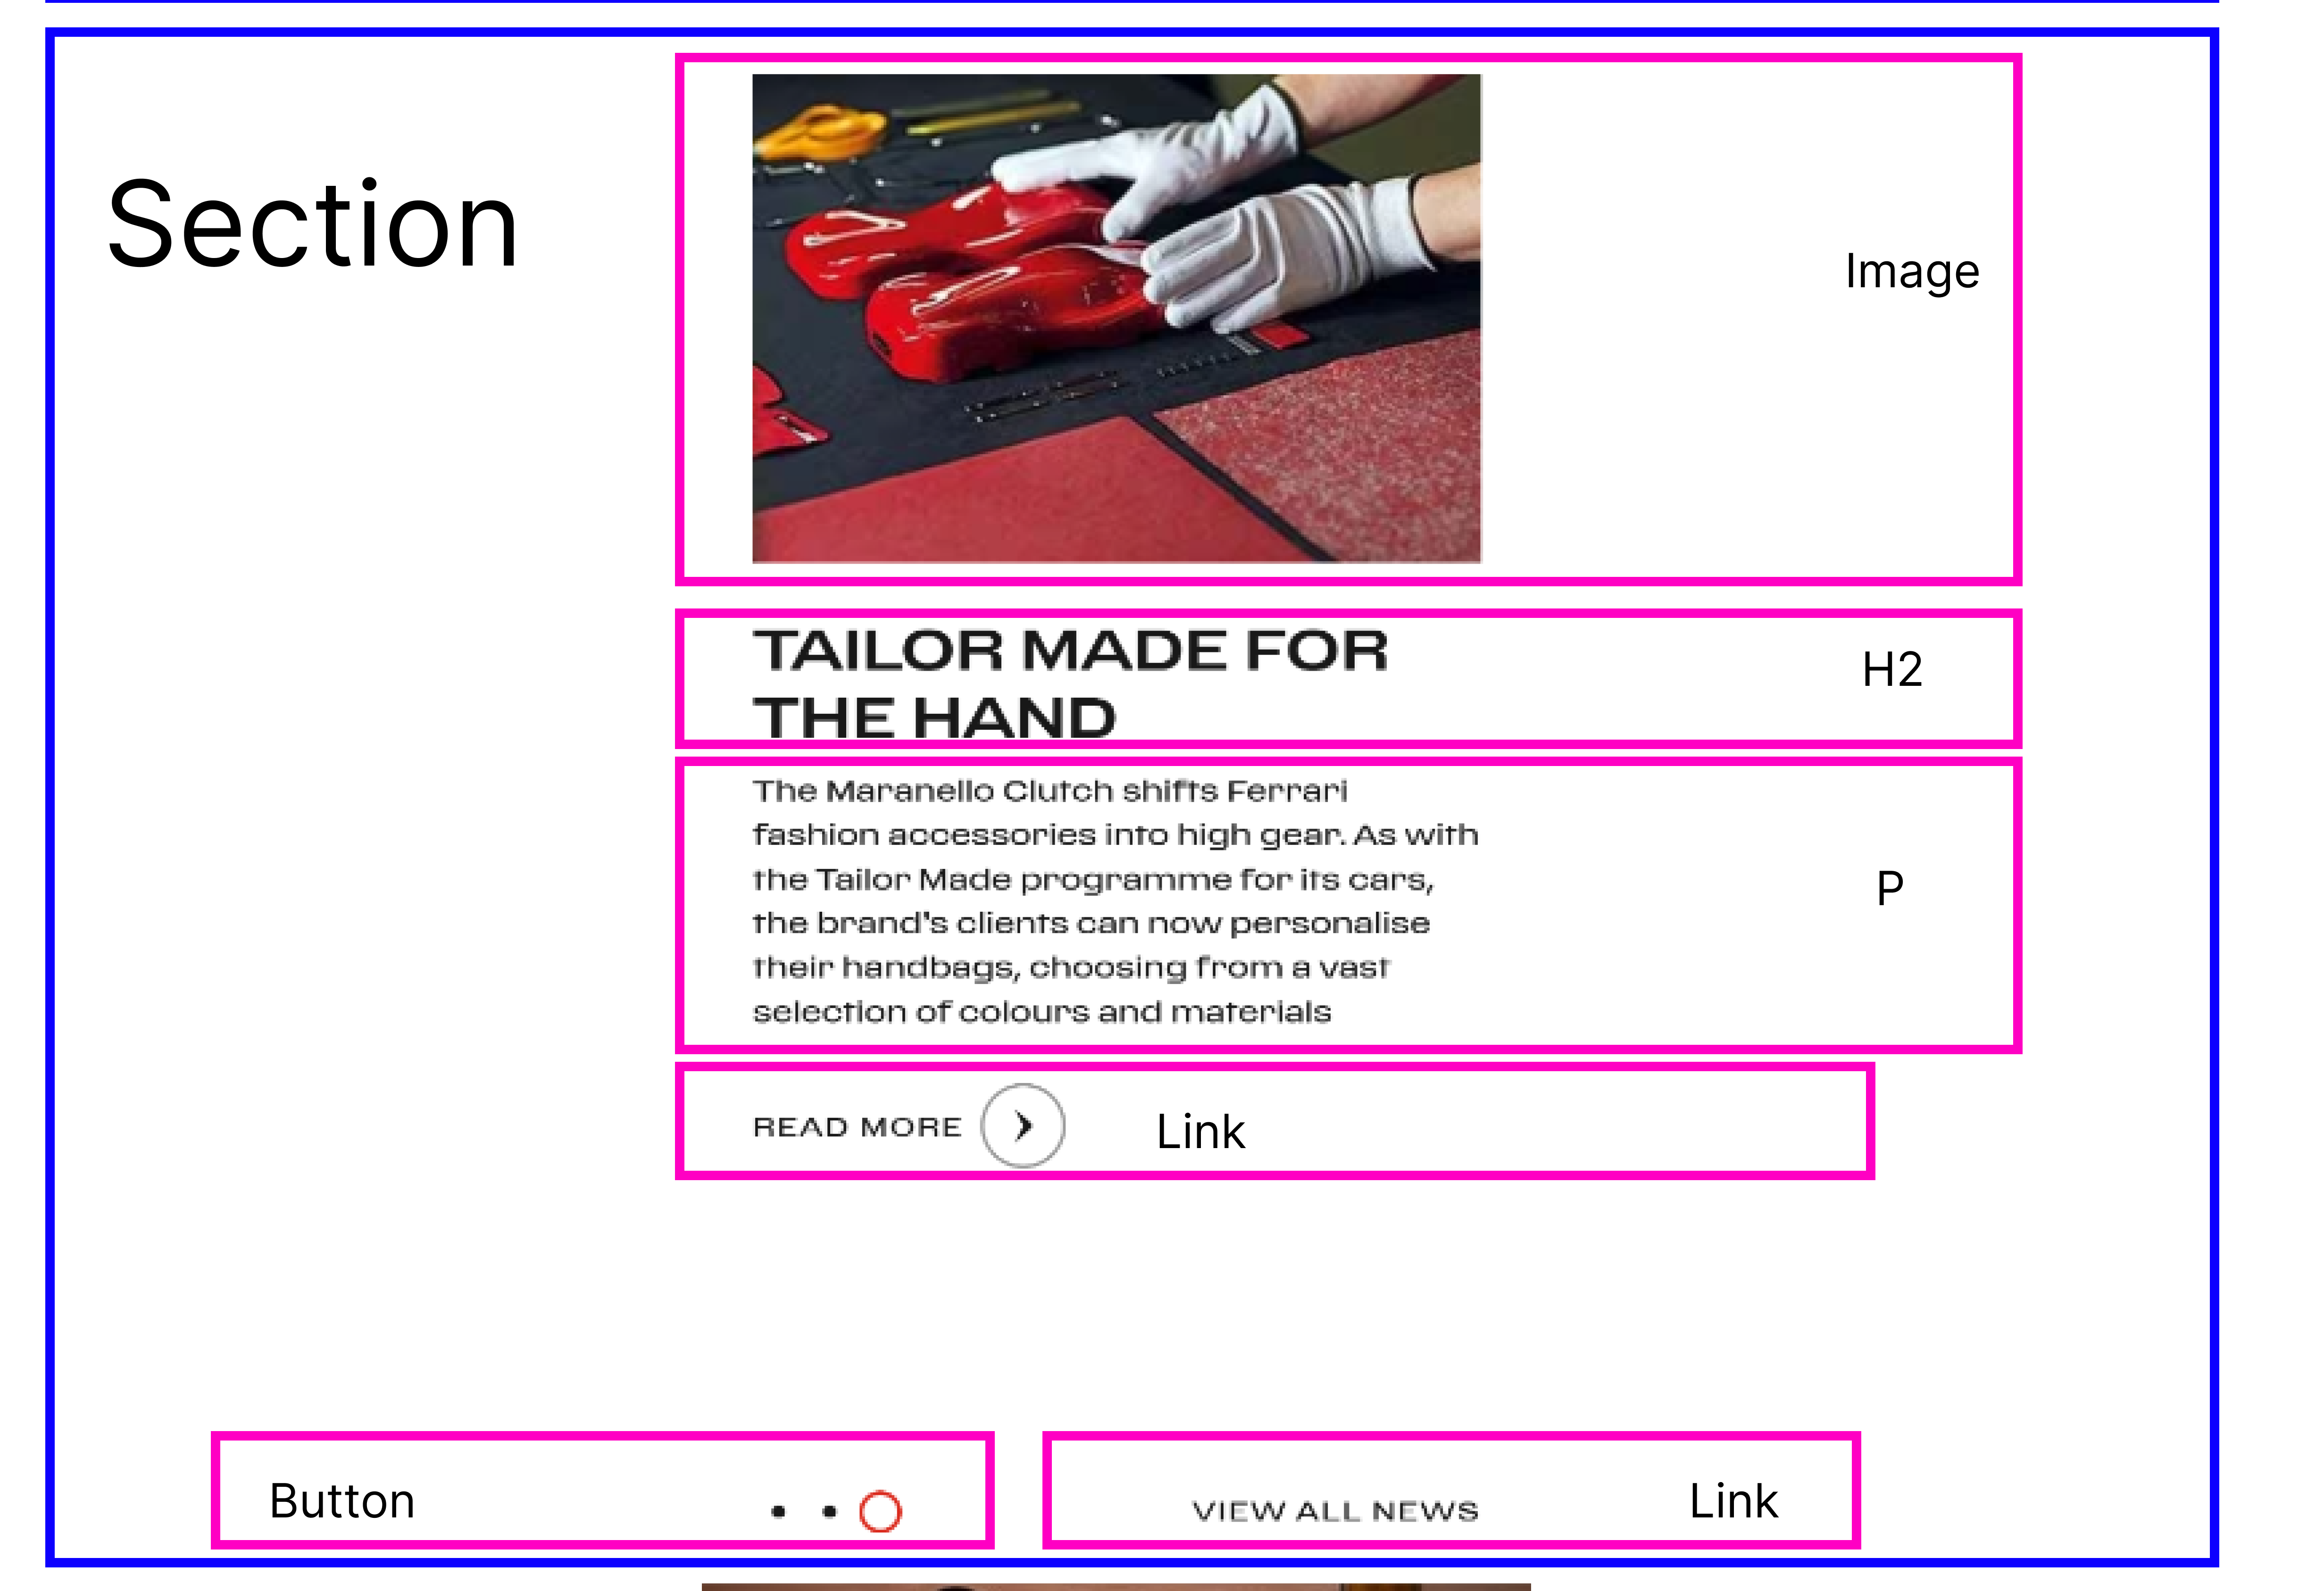 Section
Image
TAILOR MADE FOR
THE HAND
H2
The Maranello Clutch shifts Ferrari
fashion accessories into high gear. As with
the Tailor Made programme for its cars,
the brand's clients can now personalise
their handbags, choosing from a vast
selection of colours and materials
P
READ MORE
Link
Button
VIEW ALL NEWS
Link